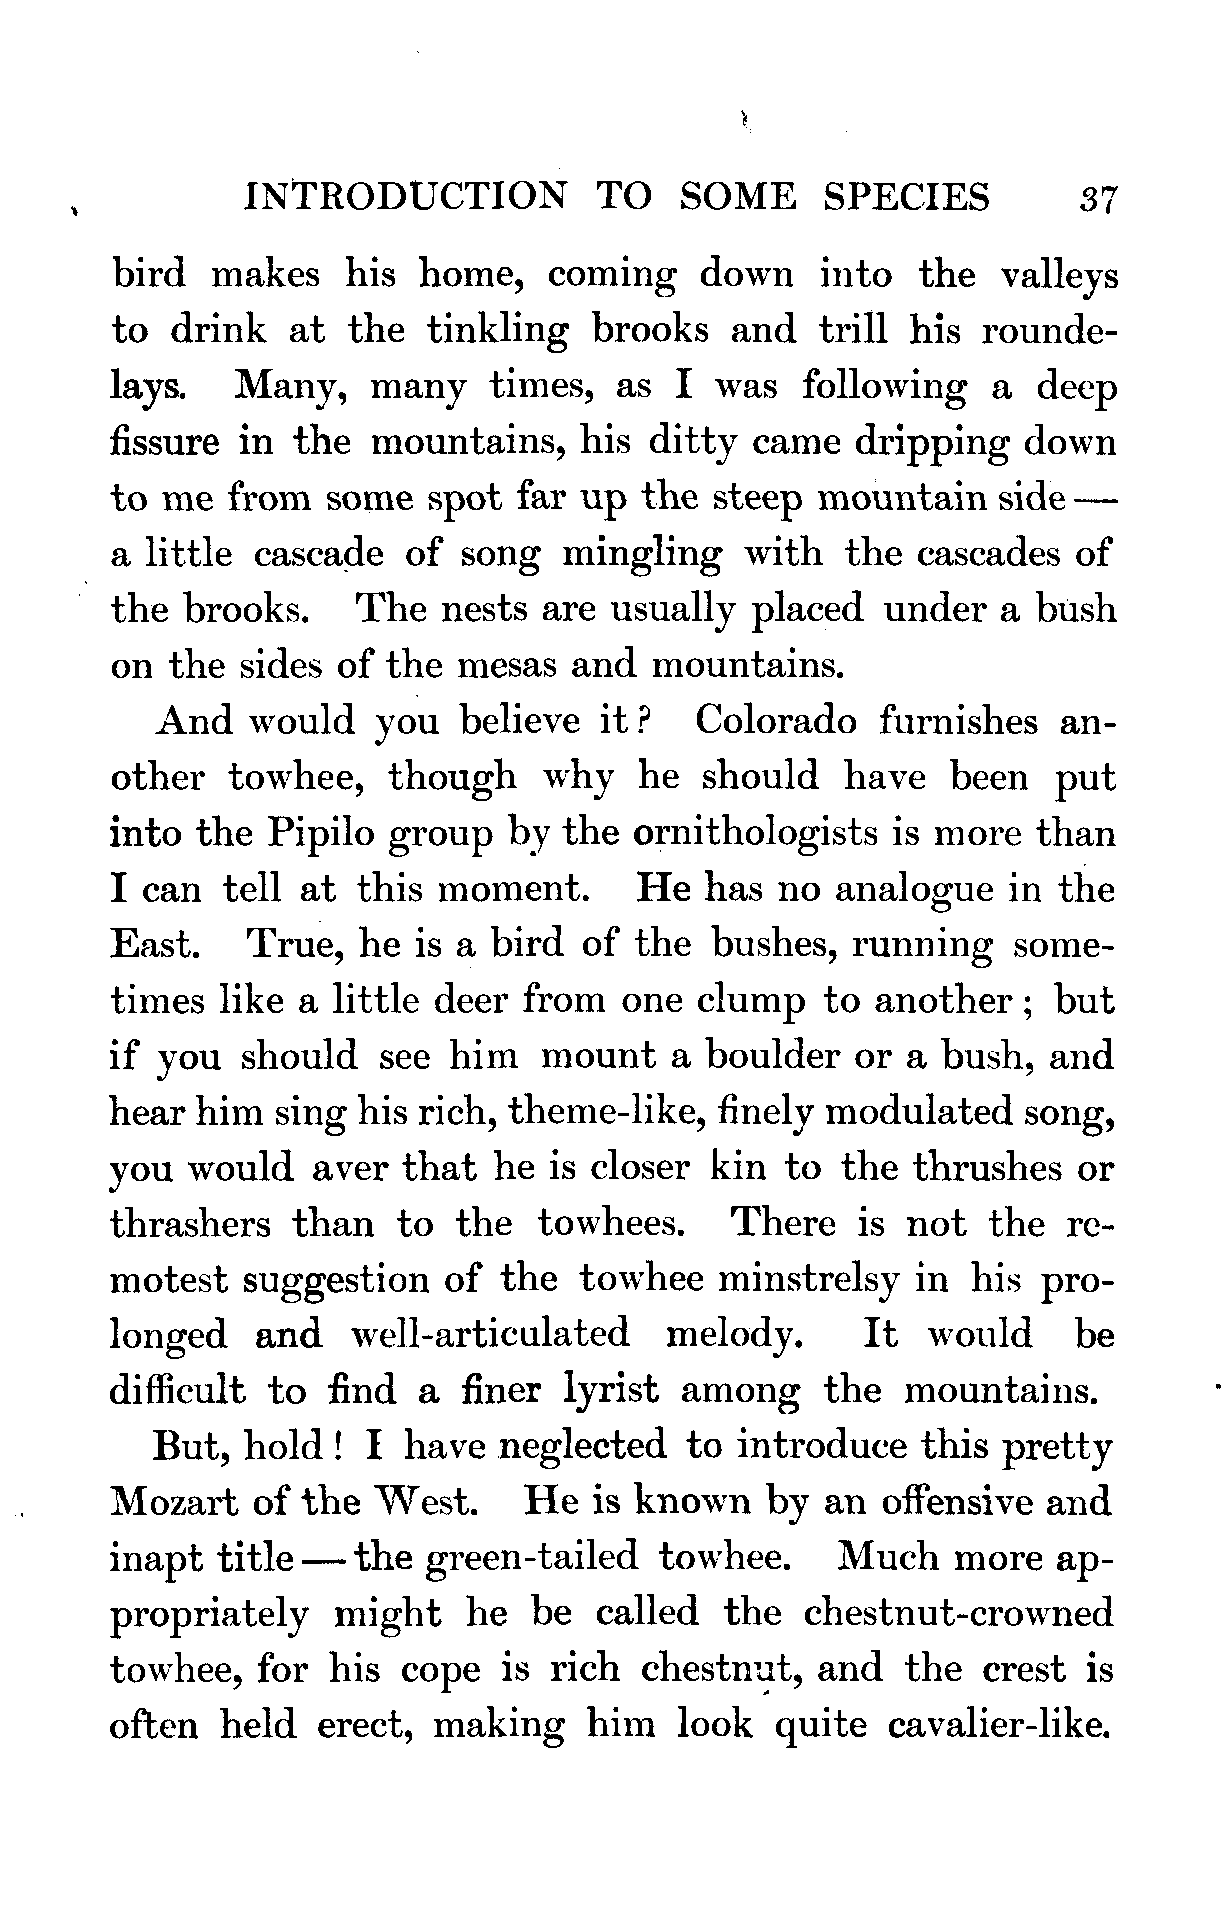 INTRODUCTION TO SOME SPECIES 37
bird makes his home, coming down into the valleys
to drink at the tinkling brooks and trill his rounde-
lays. Many, many times, as I was following a deep
fissure in the mountains, his ditty came dripping down
to me from some spot far up the steep mountain side —
a little cascade of song mingling with the cascades of
the brooks. The nests are usually placed under a bush
on the sides of the mesas and mountains.
And would you believe it? Colorado furnishes an-
other towhee, though why he should have been put
into the Pipilo group by the ornithologists is more than
I can tell at this moment. He has no analogue in the
East. True, he is a bird of the bushes, running some-
times like a little deer from one clump to another; but
if you should see him mount a boulder or a bush, and
hear him sing his rich, theme-like, finely modulated song,
you would aver that he is closer kin to the thrushes or
thrashers than to the towhees. There is not the re-
motest suggestion of the towhee minstrelsy in his pro-
longed and well-articulated melody. It would be
difficult to find a finer lyrist among the mountains.
But, hold! I have neglected to introduce this pretty
Mozart of the West. He is known by an offensive and
inapt title — the green-tailed towhee. Much more ap-
propriately might he be called the chestnut-crowned
towhee, for his cope is rich chestnut, and the crest is
often held erect, making him look quite cavalier-like.